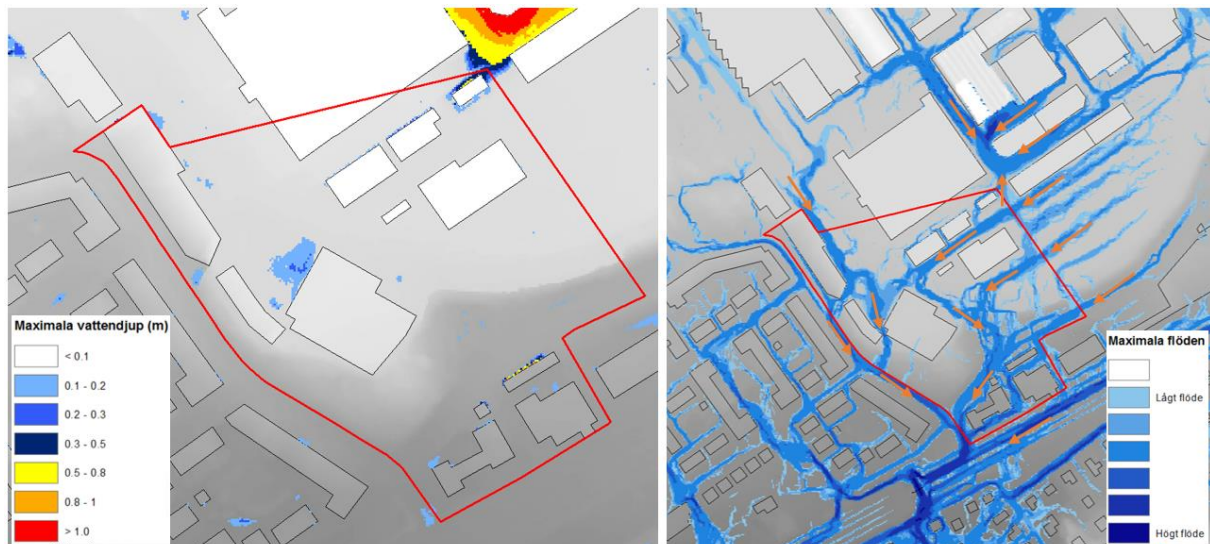 Maximala vattendjup (m)
< 0.1
0.1 - 0.2
0.2 - 0.3
0.3 - 0.5
0.5 - 0.8
0.8 - 1
> 1.0
Maximala flöden
Lågt flöde
Högt flöde